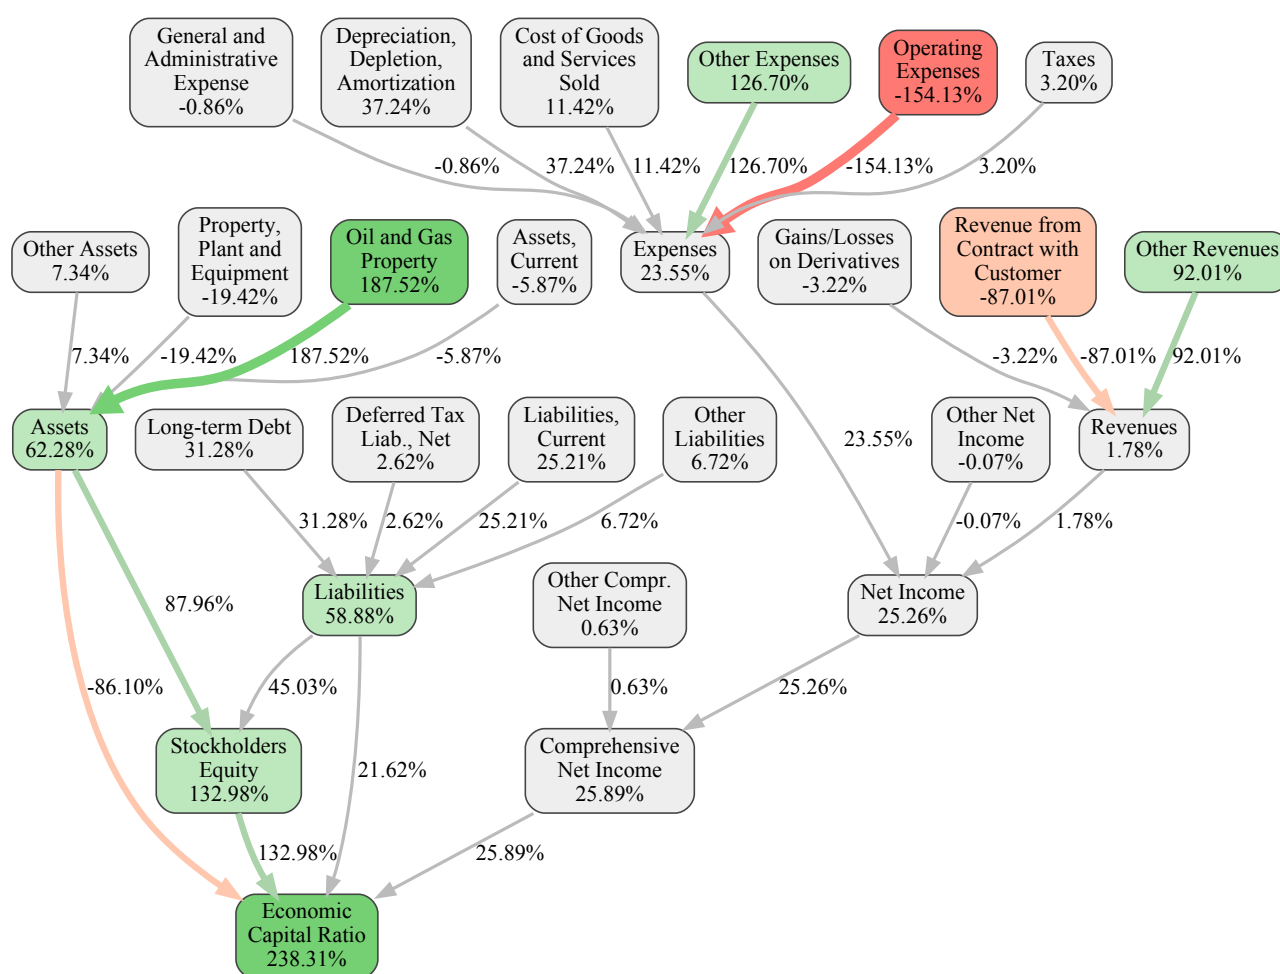 General and
Administrative
Expense
-0.86%
Depreciation,
Depletion,
Amortization
37.24%
Cost of Goods
and Services
Sold
11.42%
Other Expenses
126.70%
Operating
Expenses
-154.13%
Taxes
3.20%
-0.86%
37.24%
11.42%
126.70%
-154.13%
3.20%
Other Assets
7.34%
Property,
Plant and
Equipment
-19.42%
Oil and Gas
Property
187.52%
Assets,
Current
-5.87%
Expenses
23.55%
Gains/Losses
on Derivatives
-3.22%
Revenue from
Contract with
Customer
-87.01%
Other Revenues
92.01%
7.34%
-19.42%
187.52%
-5.87%
-3.22%
-87.01%
92.01%
Assets
62.28%
Long-term Debt
31.28%
Deferred Tax
Liab., Net
2.62%
Liabilities,
Current
25.21%
Other
Liabilities
6.72%
23.55%
Other Net
Income
-0.07%
Revenues
1.78%
31.28%
2.62%
25.21%
6.72%
-0.07%
1.78%
87.96%
Liabilities
58.88%
Other Compr.
Net Income
0.63%
Net Income
25.26%
-86.10%
45.03%
0.63%
25.26%
Stockholders
Equity
132.98%
21.62%
Comprehensive
Net Income
25.89%
132.98%
25.89%
Economic
Capital Ratio
238.31%